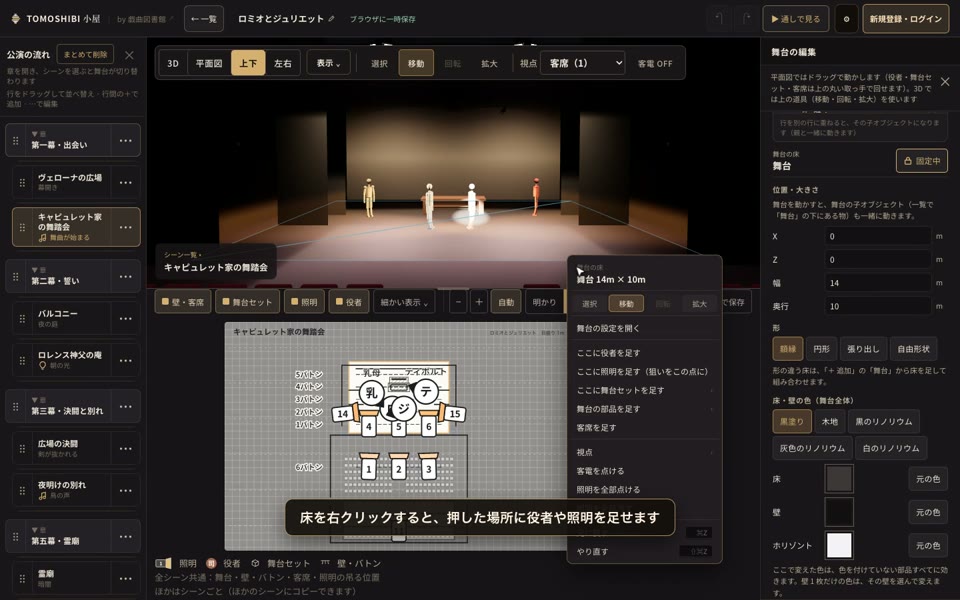 TOMOSHIBI 小屋
by 戯曲図書館
← 一覧
ロミオとジュリエット
ブラウザに一時保存
▶ 通しで見る
新規登録・ログイン
公演の流れ
まとめて削除
章を開き、シーンを選ぶと舞台が切り替わります
行をドラッグして並べ替え・行間の＋で追加・…で編集
▼ 章
第一幕・出会い
ヴェローナの広場
幕開き
キャピュレット家の舞踏会
舞曲が始まる
▼ 章
第二幕・誓い
バルコニー
夜の庭
ロレンス神父の庵
朝の光
▼ 章
第三幕・決闘と別れ
広場の決闘
剣が抜かれる
夜明けの別れ
鳥の声
▼ 章
第五幕・霊廟
霊廟
暗闇
3D
平面図
上下
左右
表示
選択
移動
回転
拡大
視点
客席（1）
客電 OFF
シーン一覧
キャピュレット家の舞踏会
壁・客席
舞台セット
照明
役者
細かい表示
−
＋
自動
明かり
で保存
キャピュレット家の舞踏会
5バトン
4バトン
3バトン
2バトン
1バトン
6バトン
乳母
ティボルト
乳
テ
ジ
14
4
5
6
15
1
2
3
舞台の床
舞台 14m × 10m
選択
移動
回転
拡大
舞台の設定を開く
ここに役者を足す
ここに照明を足す（狙いをこの点に）
ここに舞台セットを足す
舞台の部品を足す
客席を足す
視点
客電を点ける
照明を全部点ける
⌘Z
やり直す
⇧⌘Z
床を右クリックすると、押した場所に役者や照明を足せます
照明
役者
舞台セット
壁・バトン
全シーン共通：舞台・壁・バトン・客席・照明の吊る位置
ほかはシーンごと（ほかのシーンにコピーできます）
舞台の編集
平面図ではドラッグで動かします（役者・舞台セット・客席は上の丸い取っ手で回せます）。3D では上の道具（移動・回転・拡大）を使います
行を別の行に重ねると、その子オブジェクトになります（親と一緒に動きます）
舞台の床
舞台
固定中
位置・大きさ
舞台を動かすと、舞台の子オブジェクト（一覧で「舞台」の下にある物）も一緒に動きます。
X
0
m
Z
0
m
幅
14
m
奥行
10
m
形
額縁
円形
張り出し
自由形状
形の違う床は、「＋ 追加」の「舞台」から床を足して組み合わせます。
床・壁の色（舞台全体）
黒塗り
木地
黒のリノリウム
灰色のリノリウム
白のリノリウム
床
元の色
壁
元の色
ホリゾント
元の色
ここで変えた色は、色を付けていない部品すべてに効きます。壁１枚だけの色は、その壁を選んで変えます。